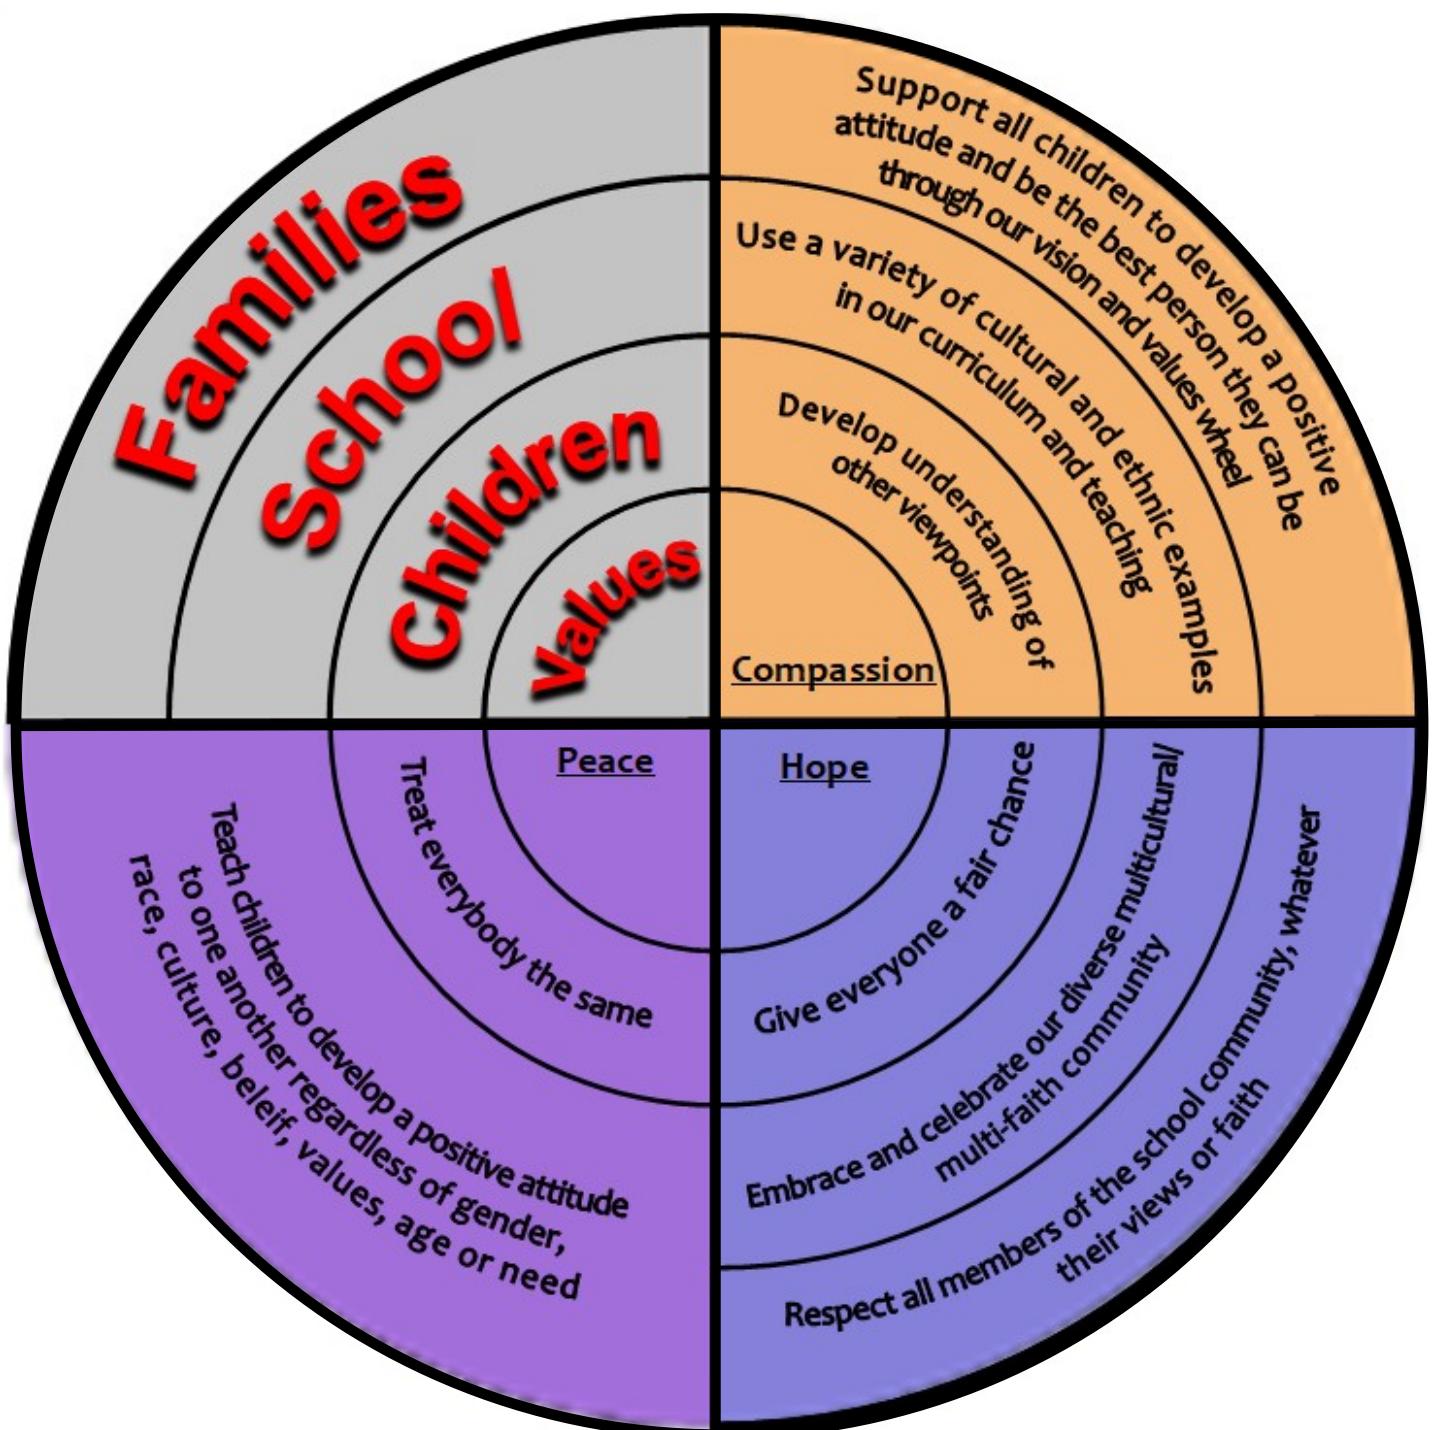 Families
School
Children
Values
Support all children to develop a positive
attitude and be the best person they can be
through our vision and values wheel
Use a variety of cultural and ethnic examples
in our curriculum and teaching
Develop understanding of
other viewpoints
Compassion
Peace
Treat everybody the same
Teach children to develop a positive attitude
to one another regardless of gender,
race, culture, beleif, values, age or need
Hope
Give everyone a fair chance
Embrace and celebrate our diverse multicultural/
multi-faith community
Respect all members of the school community, whatever
their views or faith